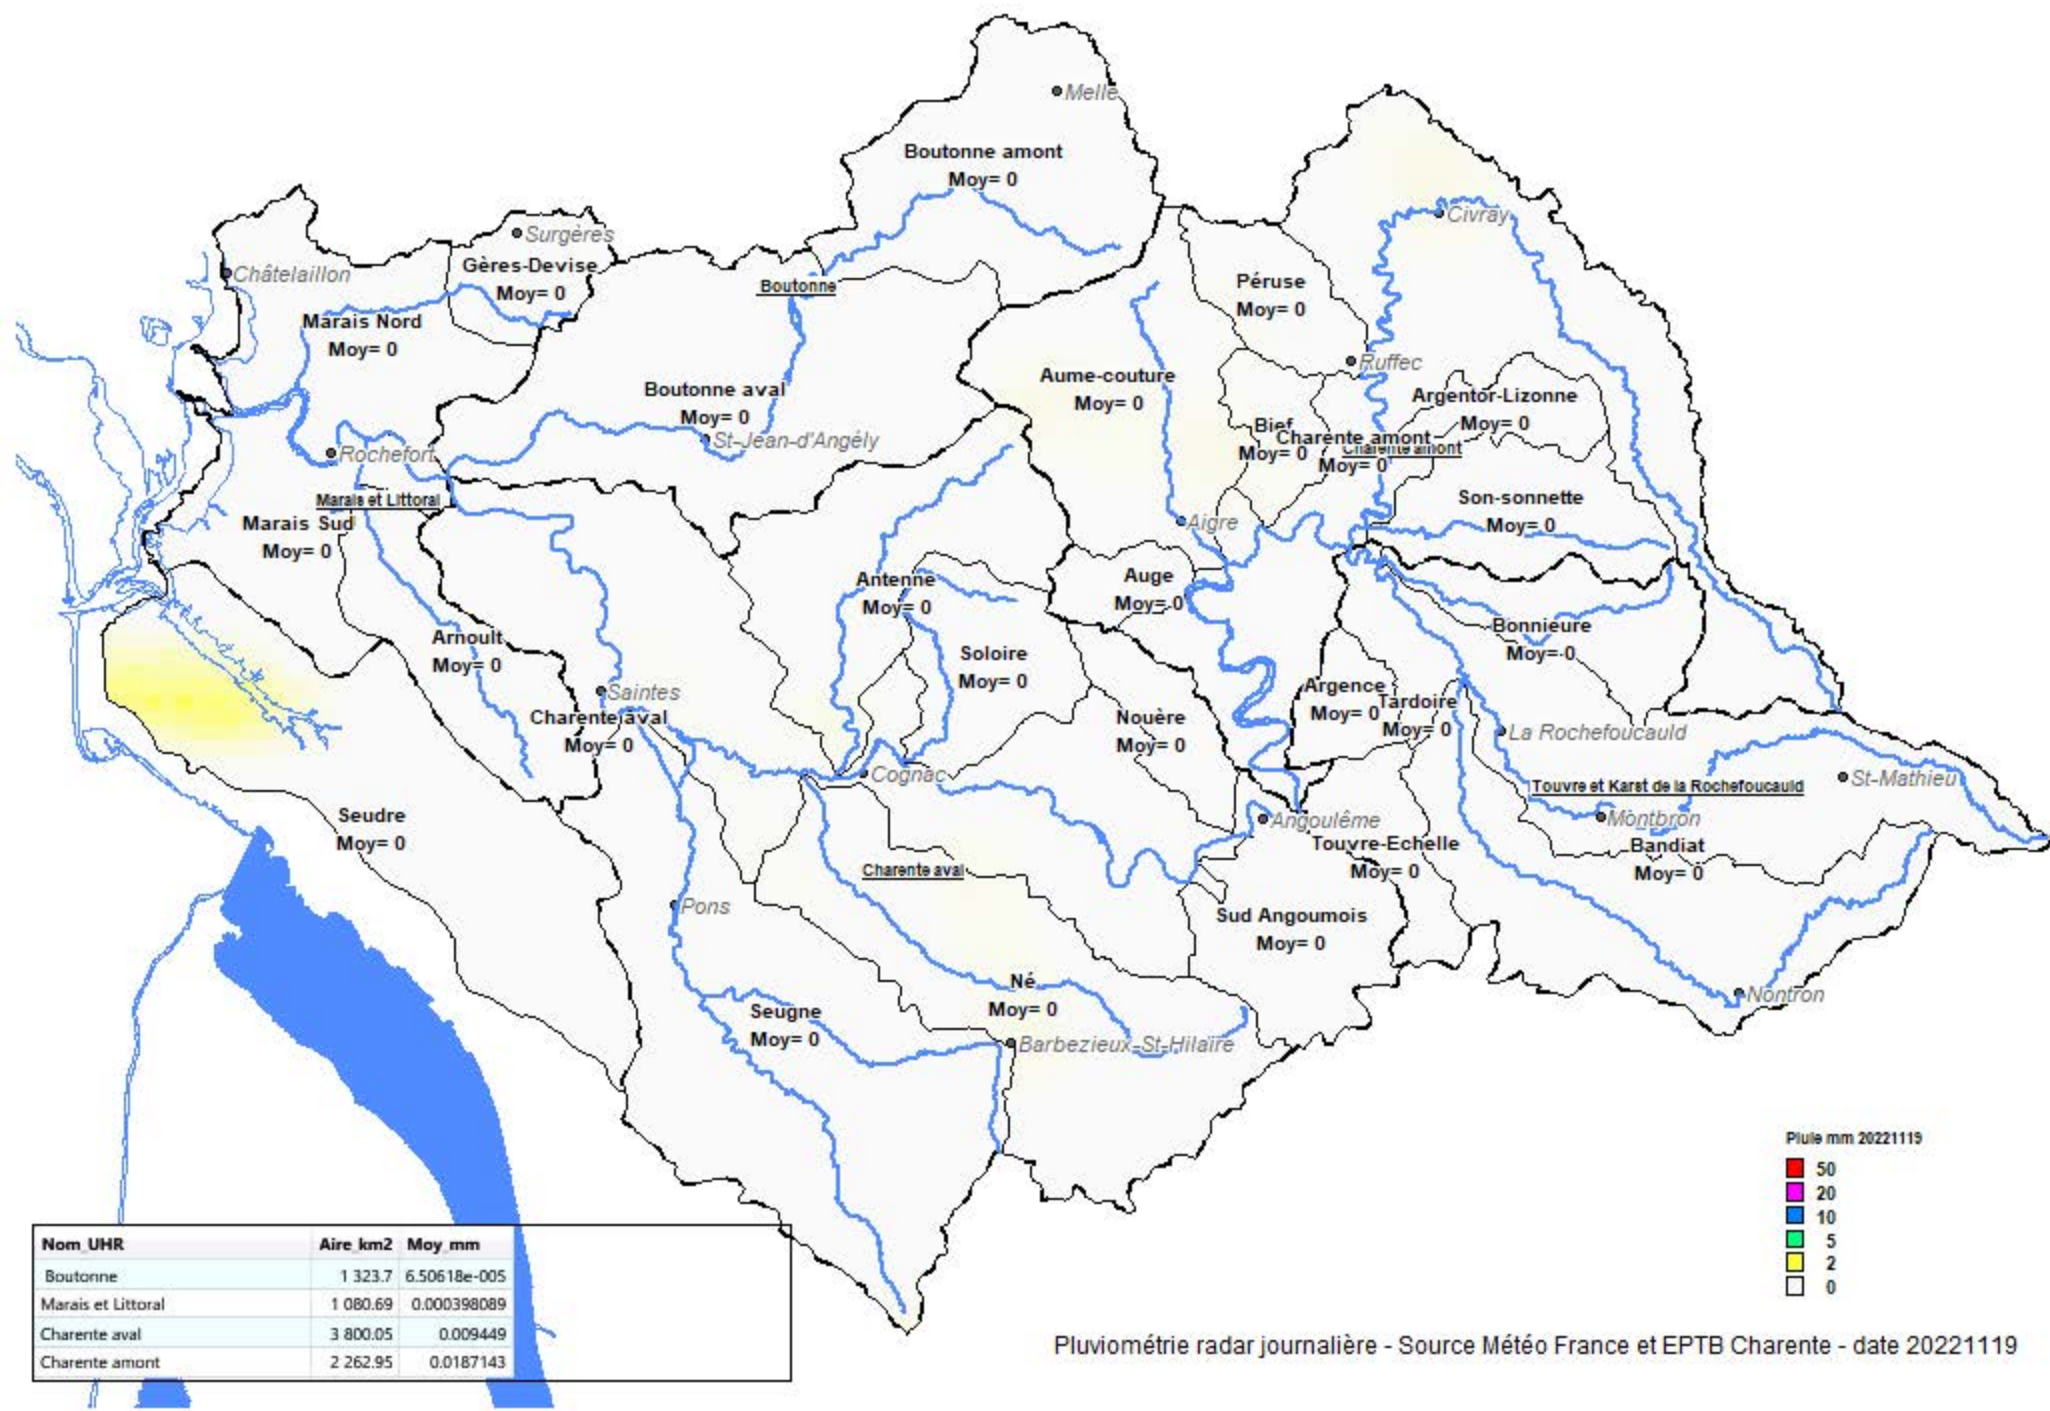 Melle
Boutonne amont
Moy= 0
Civray
Surgères
Châtelaillon
Gères-Devise
Moy= 0
Boutonne
Péruse
Moy= 0
Marais Nord
Moy= 0
Ruffec
Aume-couture
Moy= 0
Boutonne aval
Moy= 0
Argentor-Lizonne
Moy= 0
St-Jean-d'Angély
Bief
Moy= 0
Charente amont
Moy= 0
Charente amont
Rochefort
Marais et Littoral
Marais Sud
Moy= 0
Son-sonnette
Moy= 0
Aigre
Antenne
Moy= 0
Auge
Moy= 0
Bonnieure
Moy= 0
Arnoult
Moy= 0
Soloire
Moy= 0
Saintes
Charente aval
Moy= 0
Argence
Moy= 0
Tardoire
Moy= 0
Nouère
Moy= 0
La Rochefoucauld
Cognac
Touvre et Karst de la Rochefoucauld
St-Mathieu
Seudre
Moy= 0
Angoulême
Montbron
Touvre-Echelle
Moy= 0
Bandiat
Moy= 0
Charente aval
Pons
Sud Angoumois
Moy= 0
Né
Moy= 0
Nontron
Seugne
Moy= 0
Barbezieux-St-Hilaire
Pluie mm 20221119
50
20
10
5
2
0
Nom_UHR Aire_km2 Moy_mm
Boutonne 1 323.7 6.50618e-005
Marais et Littoral 1 080.69 0.000398089
Charente aval 3 800.05 0.009449
Charente amont 2 262.95 0.0187143
Pluviométrie radar journalière - Source Météo France et EPTB Charente - date 20221119